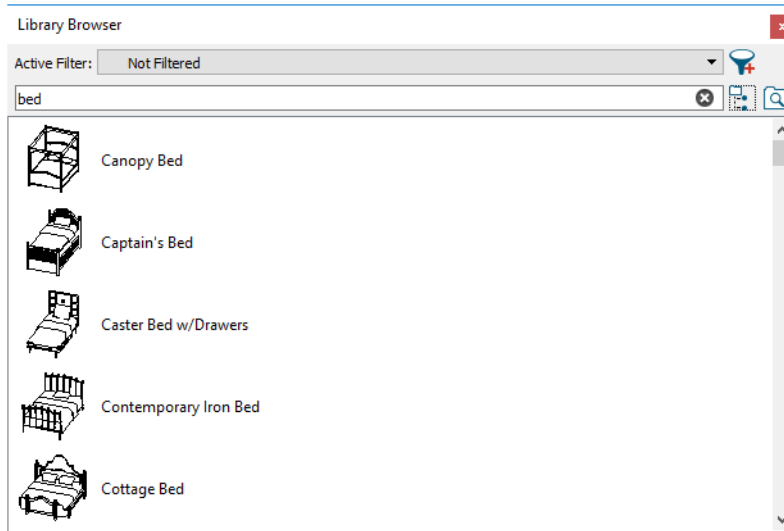 Library Browser
Active Filter: Not Filtered
bed
Canopy Bed
Captain's Bed
Caster Bed w/Drawers
Contemporary Iron Bed
Cottage Bed